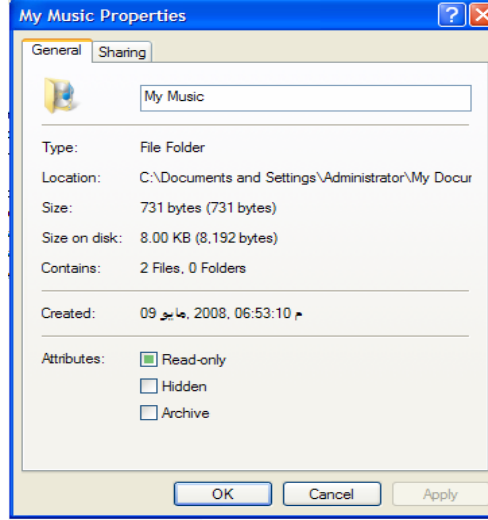 My Music Properties
General Sharing
My Music
Type: File Folder
Location: C:\Documents and Settings\Administrator\My Docur
Size: 731 bytes (731 bytes)
Size on disk: 8.00 KB (8,192 bytes)
Contains: 2 Files, 0 Folders
Created: 09 مايو, 2008, 06:53:10 م
Attributes: Read-only
Hidden
Archive
OK Cancel Apply